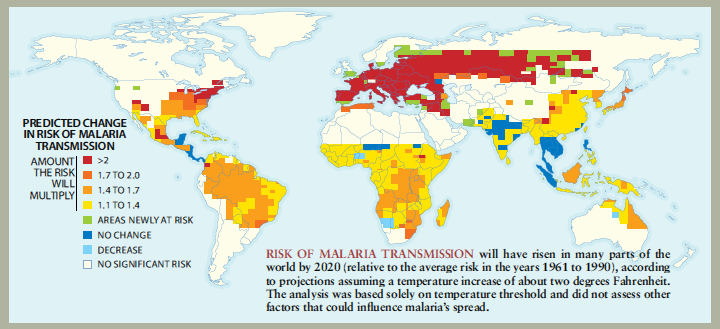 PREDICTED CHANGE
IN RISK OF MALARIA
TRANSMISSION
AMOUNT
THE RISK
WILL
MULTIPLY
>2
1.7 TO 2.0
1.4 TO 1.7
1.1 TO 1.4
AREAS NEWLY AT RISK
NO CHANGE
DECREASE
NO SIGNIFICANT RISK
RISK OF MALARIA TRANSMISSION will have risen in many parts of the
world by 2020 (relative to the average risk in the years 1961 to 1990), according
to projections assuming a temperature increase of about two degrees Fahrenheit.
The analysis was based solely on temperature threshold and did not assess other
factors that could influence malaria's spread.